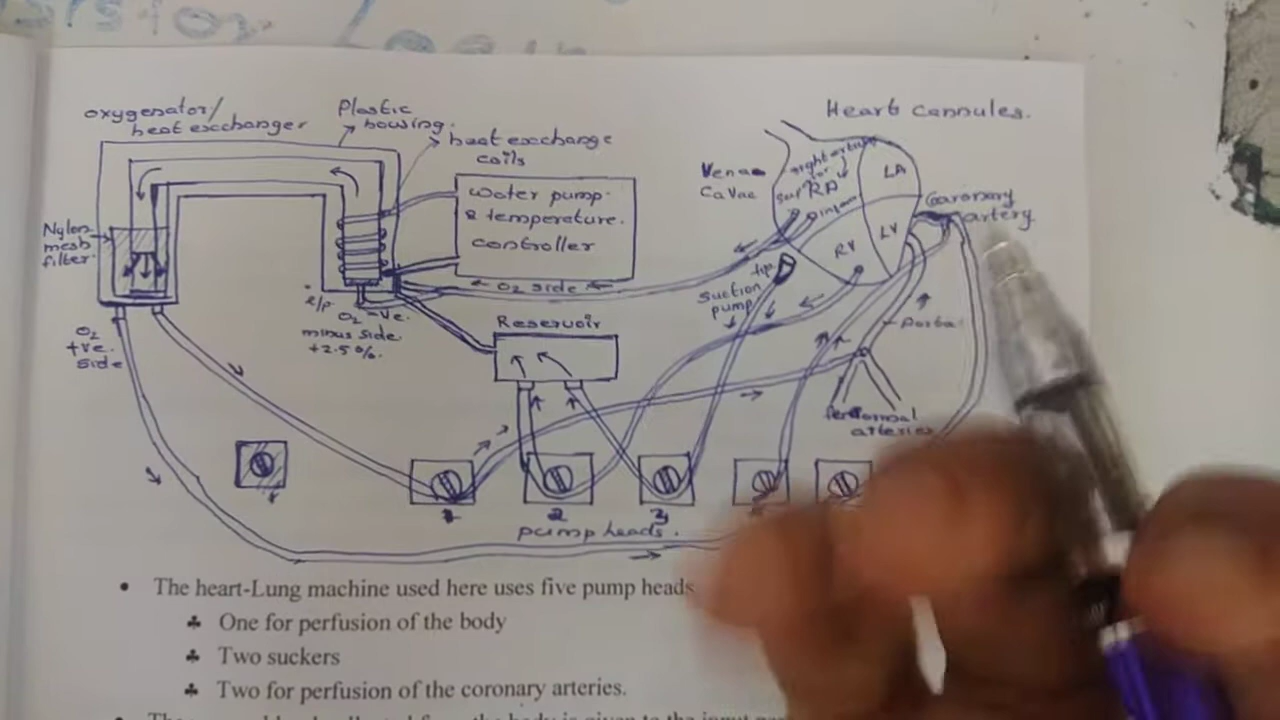 Heart cannules.
oxygenator/
heat exchanger
Plastic
housing.
heat exchange
coils
Water pump
& temperature
controller
Nylon
mesh
filter
Vena
Cavae
RA
LA
RV
LV
Coronary
artery
tip
suction
pump
← O2 side ←
O2
-ve.
minus side
+2.5%.
O2
+ve.
side
Reservoir
arteries
1
2
3
pump heads.
• The heart-Lung machine used here uses five pump heads
♣ One for perfusion of the body
♣ Two suckers
♣ Two for perfusion of the coronary arteries.